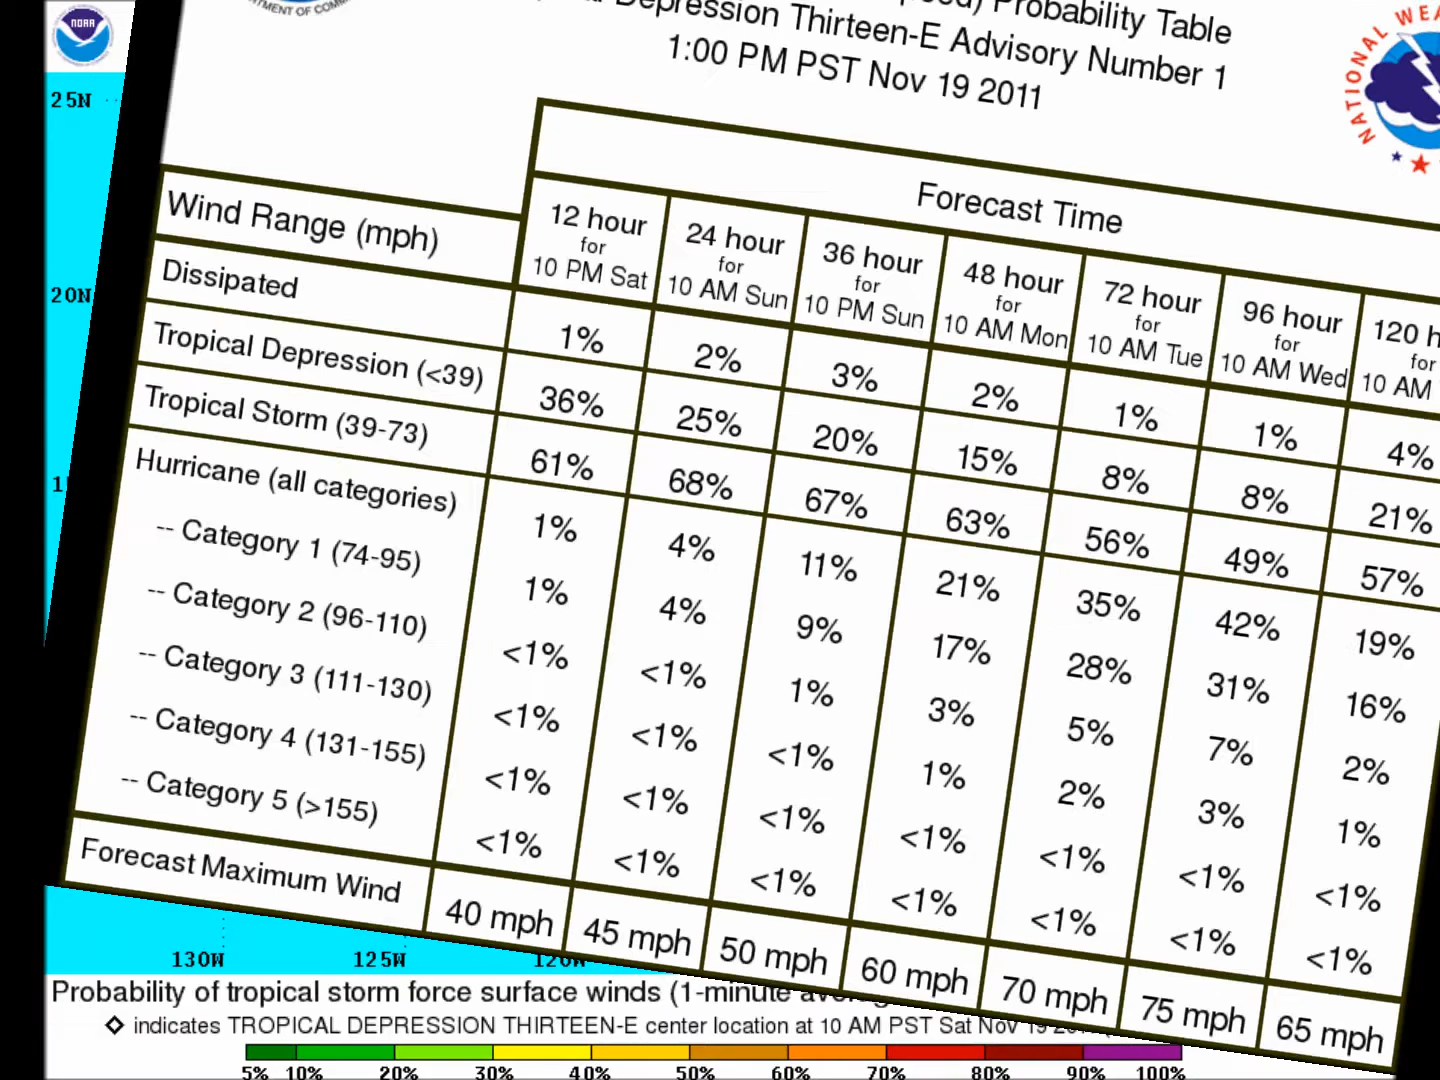 NOAA
TMENT OF COM
Probability Table
Depression Thirteen-E Advisory Number 1
1:00 PM PST Nov 19 2011
NATIONAL WEA
25N
20N
Forecast Time
Wind Range (mph)
12 hour for 10 PM Sat
24 hour for 10 AM Sun
36 hour for 10 PM Sun
48 hour for 10 AM Mon
72 hour for 10 AM Tue
96 hour for 10 AM Wed
120 h for 10 AM
Dissipated 1% 2% 3% 2% 1% 1% 4%
Tropical Depression (<39) 36% 25% 20% 15% 8% 8% 21%
Tropical Storm (39-73) 61% 68% 67% 63% 56% 49% 57%
Hurricane (all categories) 1% 4% 11% 21% 35% 42% 19%
-- Category 1 (74-95) 1% 4% 9% 17% 28% 31% 16%
-- Category 2 (96-110) <1% <1% 1% 3% 5% 7% 2%
-- Category 3 (111-130) <1% <1% <1% 1% 2% 3% 1%
-- Category 4 (131-155) <1% <1% <1% <1% <1% <1% <1%
-- Category 5 (>155) <1% <1% <1% <1% <1% <1% <1%
Forecast Maximum Wind 40 mph 45 mph 50 mph 60 mph 70 mph 75 mph 65 mph
130W 125W 120W
Probability of tropical storm force surface winds (1-minute
indicates TROPICAL DEPRESSION THIRTEEN-E center location at 10 AM PST Sat Nov 19
5% 10% 20% 30% 40% 50% 60% 70% 80% 90% 100%